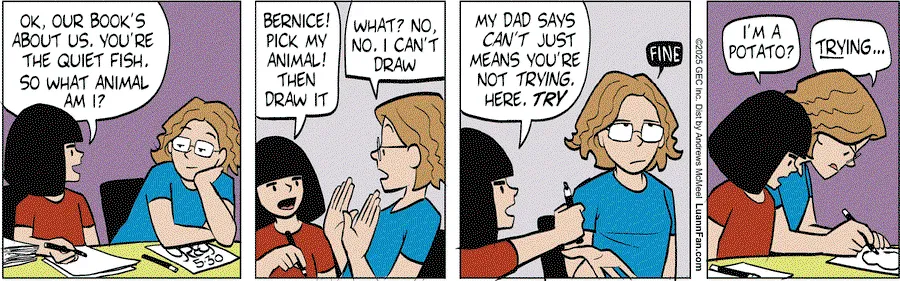 OK, OUR BOOK'S
ABOUT US. YOU'RE
THE QUIET FISH.
SO WHAT ANIMAL
AM I?
5:30
BERNICE!
PICK MY
ANIMAL!
THEN
DRAW IT
WHAT? NO,
NO. I CAN'T
DRAW
MY DAD SAYS
CAN'T JUST
MEANS YOU'RE
NOT TRYING.
HERE. TRY
FINE
©2025 GEC Inc. Dist by Andrews McMeel LuannFan.com
I'M A
POTATO?
TRYING...